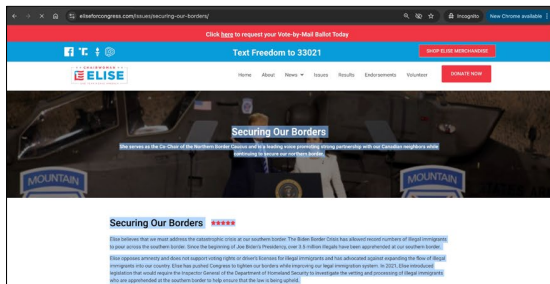 eliseforcongress.com/issues/securing-our-borders/
Incognito
New Chrome available
Click here to request your Vote-by-Mail Ballot Today
Text Freedom to 33021
SHOP ELISE MERCHANDISE
CHAIRWOMAN
ELISE
Home About News Issues Results Endorsements Volunteer
DONATE NOW
Securing Our Borders
She serves as the Co-Chair of the Northern Border Caucus and is a leading voice promoting strong partnership with our Canadian neighbors while
continuing to secure our northern border.
MOUNTAIN
MOUNTAIN
Securing Our Borders
Elise believes that we must address the catastrophic crisis at our southern border. The Biden Border Crisis has allowed record numbers of illegal immigrants
to pour across the southern border. Since the beginning of Joe Biden's Presidency, over 5.5 million illegals have been apprehended at our southern border.
Elise opposes amnesty and does not support voting rights or driver's licenses for illegal immigrants and has advocated against expanding the flow of illegal
immigrants into our country. Elise has pushed Congress to tighten our borders while improving our legal immigration system. In 2021, Elise introduced
legislation that would require the Inspector General of the Department of Homeland Security to investigate the vetting and processing of illegal immigrants
who are apprehended at the southern border to help ensure that the law is being upheld.